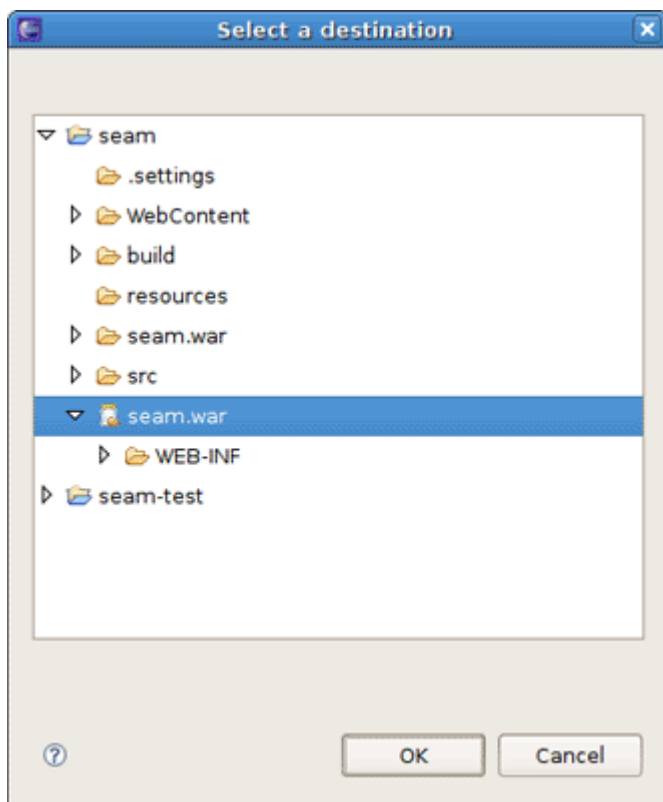 Select a destination
seam
.settings
WebContent
build
resources
seam.war
src
seam.war
WEB-INF
seam-test
OK
Cancel